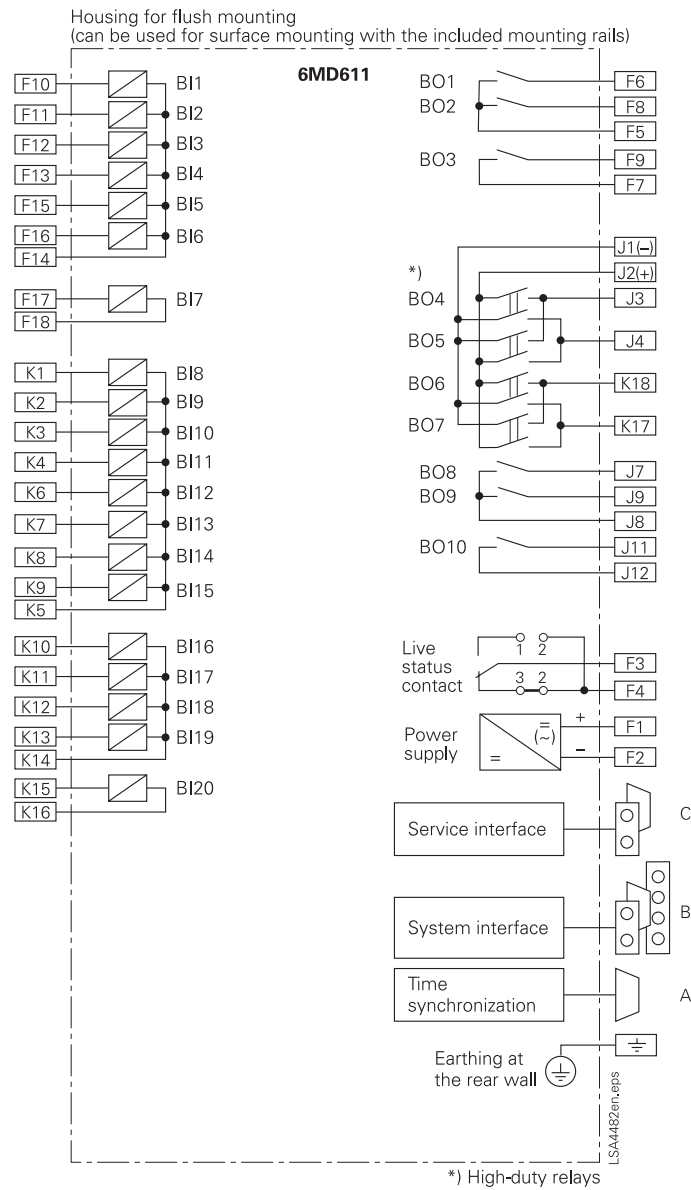 Housing for flush mounting
(can be used for surface mounting with the included mounting rails)
6MD611
F10 BI1
F11 BI2
F12 BI3
F13 BI4
F15 BI5
F16 BI6
F14
F17 BI7
F18
K1 BI8
K2 BI9
K3 BI10
K4 BI11
K6 BI12
K7 BI13
K8 BI14
K9 BI15
K5
K10 BI16
K11 BI17
K12 BI18
K13 BI19
K14
K15 BI20
K16
BO1 F6
BO2 F8
F5
BO3 F9
F7
J1(–)
*) J2(+)
BO4 J3
BO5 J4
BO6 K18
BO7 K17
BO8 J7
BO9 J9
J8
BO10 J11
J12
Live
status
contact
1 2
3 2
F3
F4
Power
supply
= (~)
=
+ F1
– F2
Service interface C
System interface B
Time
synchronization A
Earthing at
the rear wall
LSA4482en.eps
*) High-duty relays